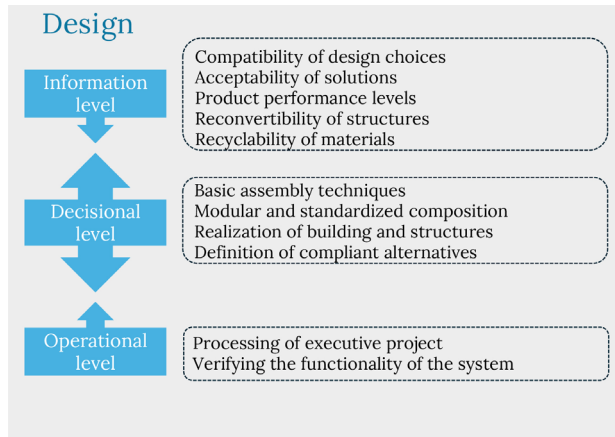 Design
Information
level
Compatibility of design choices
Acceptability of solutions
Product performance levels
Reconvertibility of structures
Recyclability of materials
Decisional
level
Basic assembly techniques
Modular and standardized composition
Realization of building and structures
Definition of compliant alternatives
Operational
level
Processing of executive project
Verifying the functionality of the system